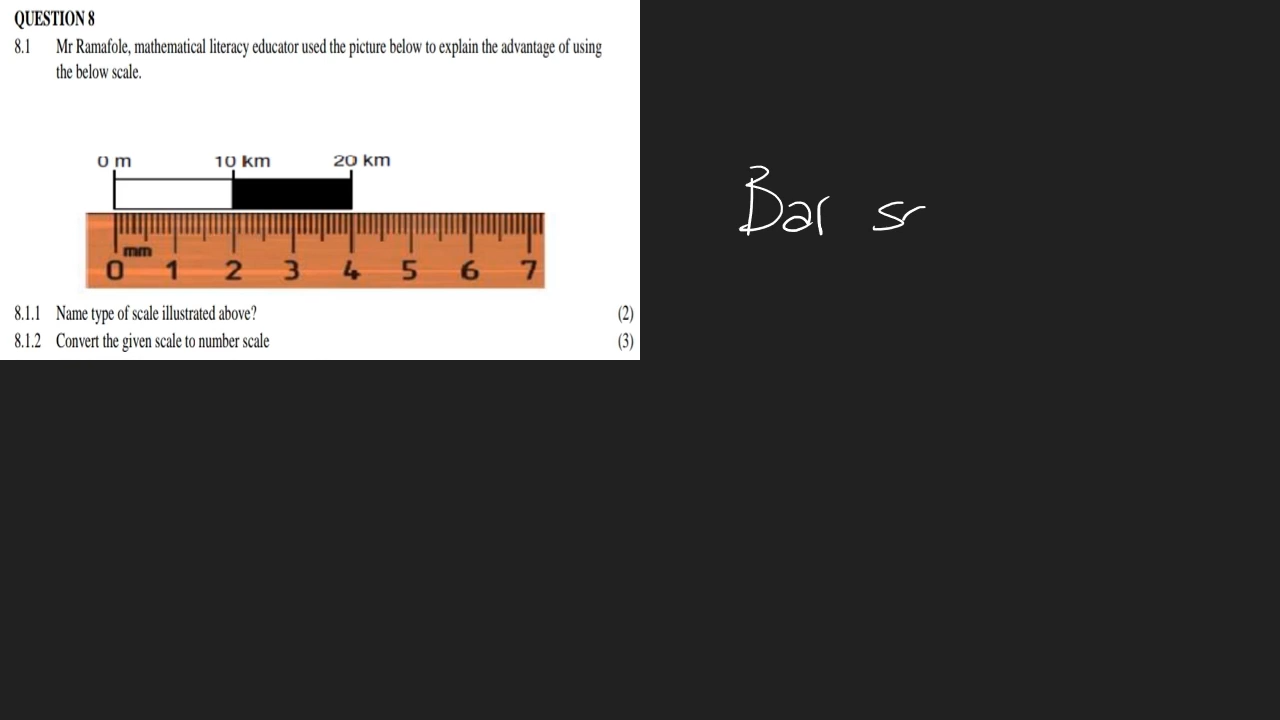 QUESTION 8
8.1 Mr Ramafole, mathematical literacy educator used the picture below to explain the advantage of using
the below scale.
0 m 10 km 20 km
mm
0 1 2 3 4 5 6 7
8.1.1 Name type of scale illustrated above? (2)
8.1.2 Convert the given scale to number scale (3)
Bar sc